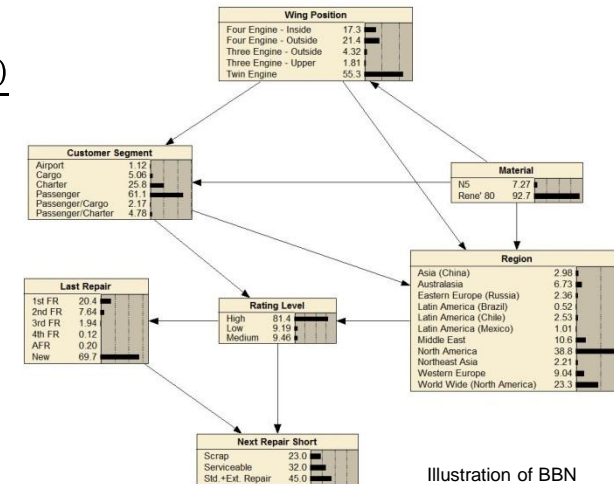 )
Wing Position
Four Engine - Inside 17.3
Four Engine - Outside 21.4
Three Engine - Outside 4.32
Three Engine - Upper 1.81
Twin Engine 55.3
Customer Segment
Airport 1.12
Cargo 5.06
Charter 25.8
Passenger 61.1
Passenger/Cargo 2.17
Passenger/Charter 4.78
Material
N5 7.27
Rene' 80 92.7
Region
Asia (China) 2.98
Australasia 6.73
Eastern Europe (Russia) 2.36
Latin America (Brazil) 0.52
Latin America (Chile) 2.53
Latin America (Mexico) 1.01
Middle East 10.6
North America 38.8
Northeast Asia 2.21
Western Europe 9.04
World Wide (North America) 23.3
Last Repair
1st FR 20.4
2nd FR 7.64
3rd FR 1.94
4th FR 0.12
AFR 0.20
New 69.7
Rating Level
High 81.4
Low 9.19
Medium 9.46
Next Repair Short
Scrap 23.0
Serviceable 32.0
Std.+Ext. Repair 45.0
Illustration of BBN